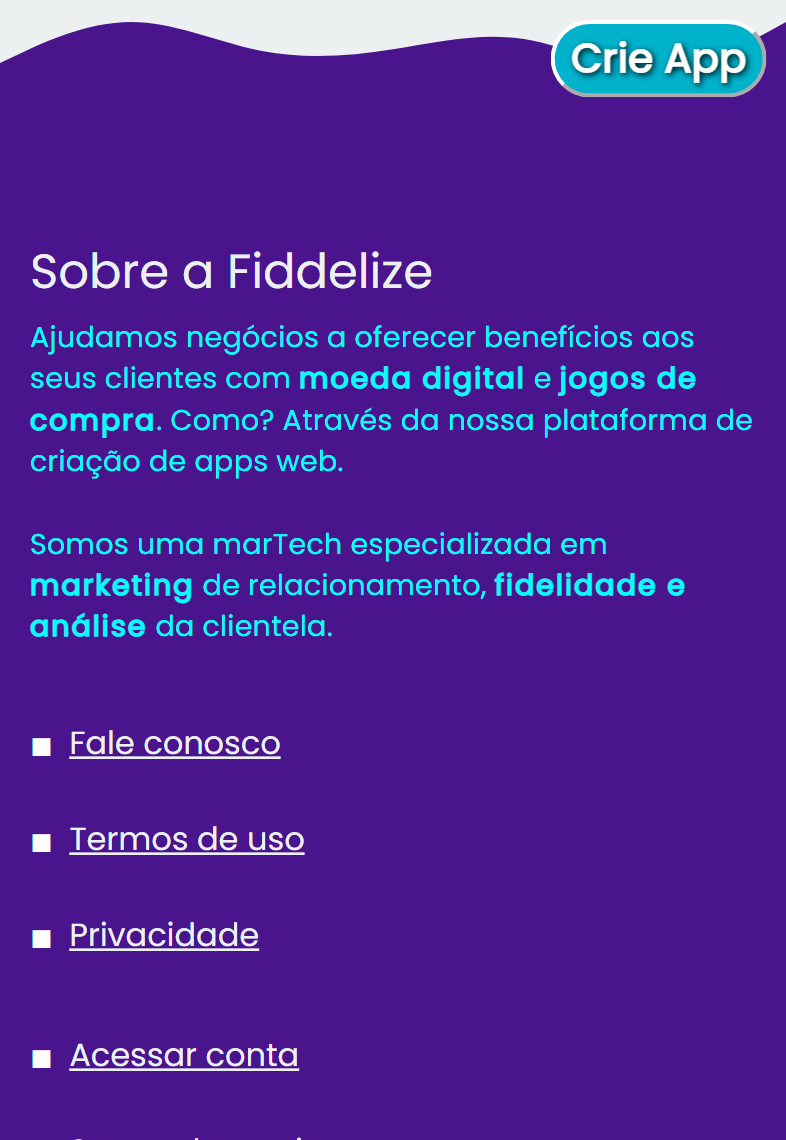 Crie App
Sobre a Fiddelize
Ajudamos negócios a oferecer benefícios aos
seus clientes com moeda digital e jogos de
compra. Como? Através da nossa plataforma de
criação de apps web.
Somos uma marTech especializada em
marketing de relacionamento, fidelidade e
análise da clientela.
Fale conosco
Termos de uso
Privacidade
Acessar conta